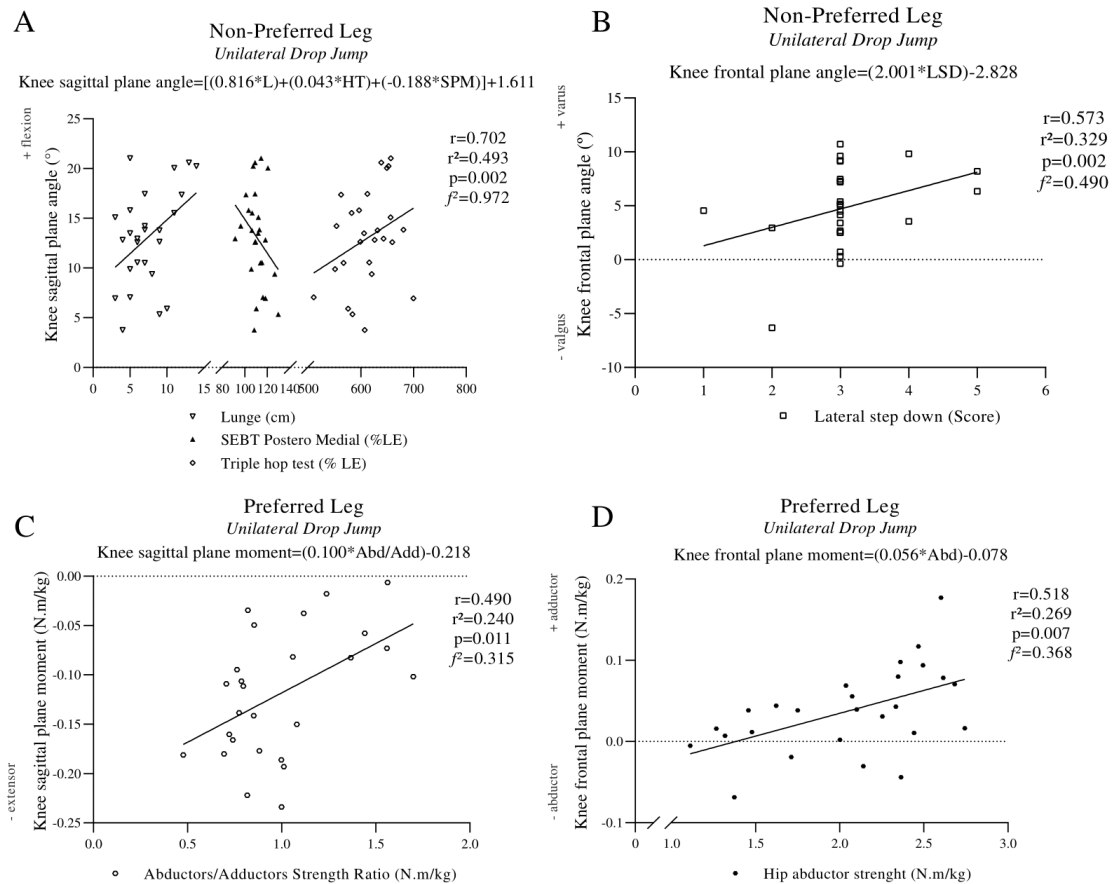 A
Non-Preferred Leg
Unilateral Drop Jump
Knee sagittal plane angle=[(0.816*L)+(0.043*HT)+(-0.188*SPM)]+1.611
+ flexion
Knee sagittal plane angle (°)
25
20
15
10
5
0
r=0.702
r²=0.493
p=0.002
f²=0.972
0 5 10 15 80 100 120 140 500 600 700 800
Lunge (cm)
SEBT Postero Medial (%LE)
Triple hop test (% LE)
B
Non-Preferred Leg
Unilateral Drop Jump
Knee frontal plane angle=(2.001*LSD)-2.828
+ varus
- valgus
Knee frontal plane angle (°)
15
10
5
0
-5
-10
r=0.573
r²=0.329
p=0.002
f²=0.490
0 1 2 3 4 5 6
Lateral step down (Score)
C
Preferred Leg
Unilateral Drop Jump
Knee sagittal plane moment=(0.100*Abd/Add)-0.218
- extensor
Knee sagittal plane moment (N.m/kg)
0.00
-0.05
-0.10
-0.15
-0.20
-0.25
r=0.490
r²=0.240
p=0.011
f²=0.315
0.0 0.5 1.0 1.5 2.0
Abductors/Adductors Strength Ratio (N.m/kg)
D
Preferred Leg
Unilateral Drop Jump
Knee frontal plane moment=(0.056*Abd)-0.078
+ adductor
- abductor
Knee frontal plane moment (N.m/kg)
0.2
0.1
0.0
-0.1
r=0.518
r²=0.269
p=0.007
f²=0.368
0 1.0 1.5 2.0 2.5 3.0
Hip abductor strenght (N.m/kg)